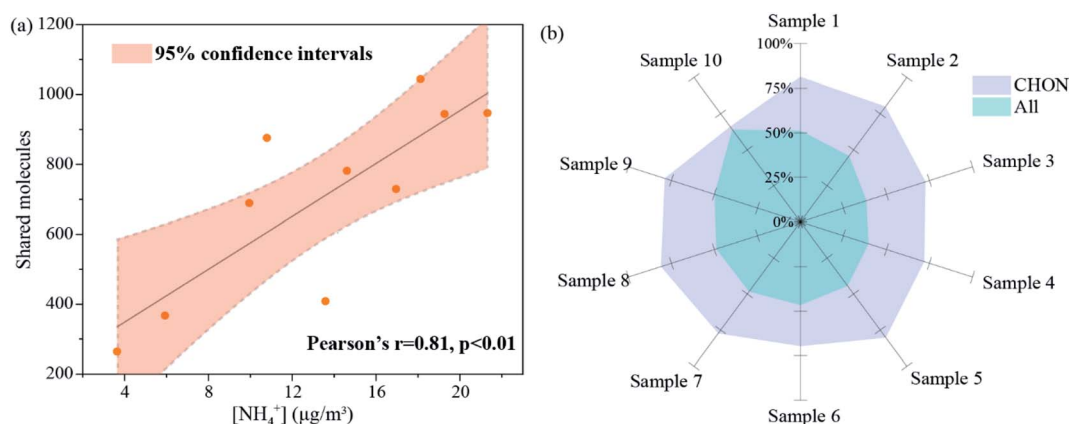 (a)
1200
1000
800
600
400
200
Shared molecules
95% confidence intervals
Pearson's r=0.81, p<0.01
4 8 12 16 20
[NH₄⁺] (μg/m³)
(b)
Sample 1
100%
75%
50%
25%
0%
Sample 2
Sample 3
Sample 4
Sample 5
Sample 6
Sample 7
Sample 8
Sample 9
Sample 10
CHON
All